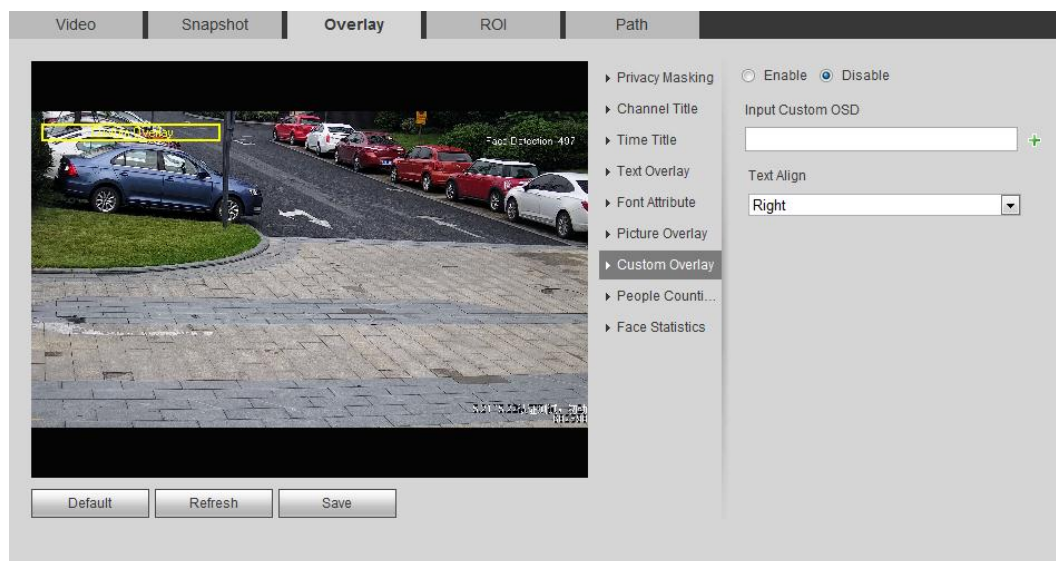 Video Snapshot Overlay ROI Path
Custom Overlay
Face Detection 497
Privacy Masking
Channel Title
Time Title
Text Overlay
Font Attribute
Picture Overlay
Custom Overlay
People Counti...
Face Statistics
Enable Disable
Input Custom OSD
Text Align
Right
Default Refresh Save